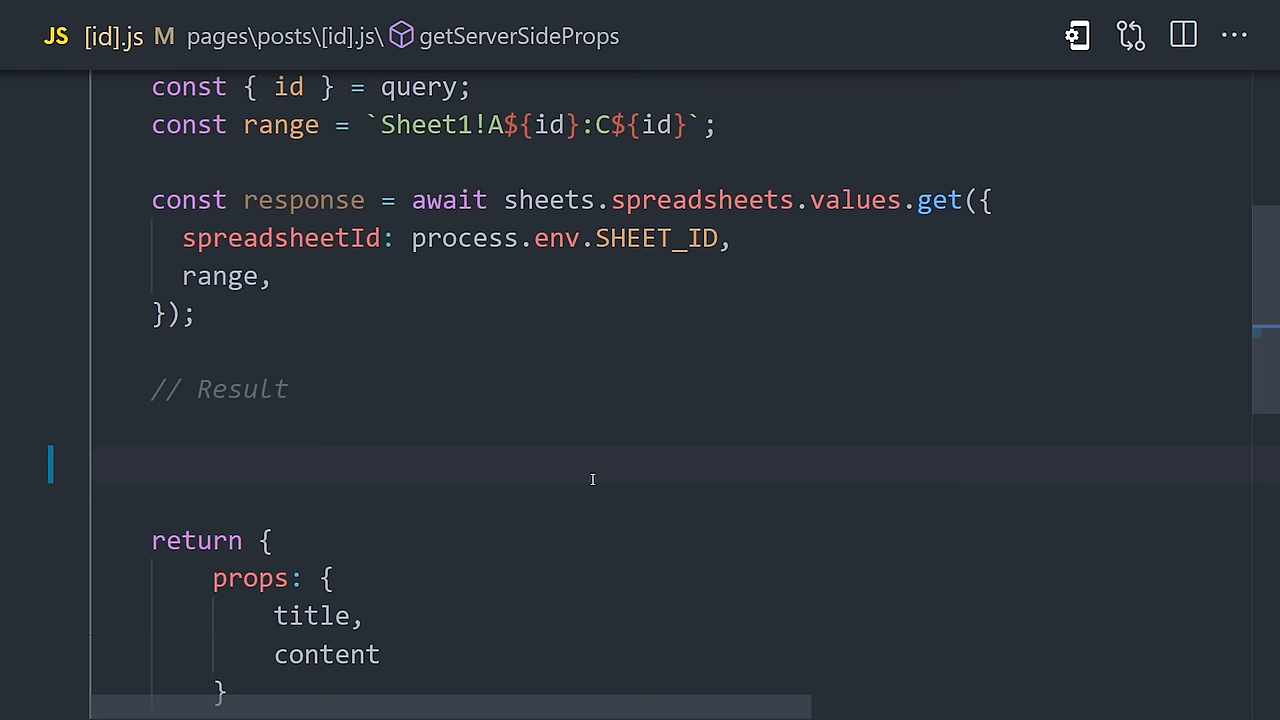 JS [id].js M pages\posts\[id].js\ getServerSideProps
const { id } = query;
const range = `Sheet1!A${id}:C${id}`;
const response = await sheets.spreadsheets.values.get({
spreadsheetId: process.env.SHEET_ID,
range,
});
// Result
return {
props: {
title,
content
}